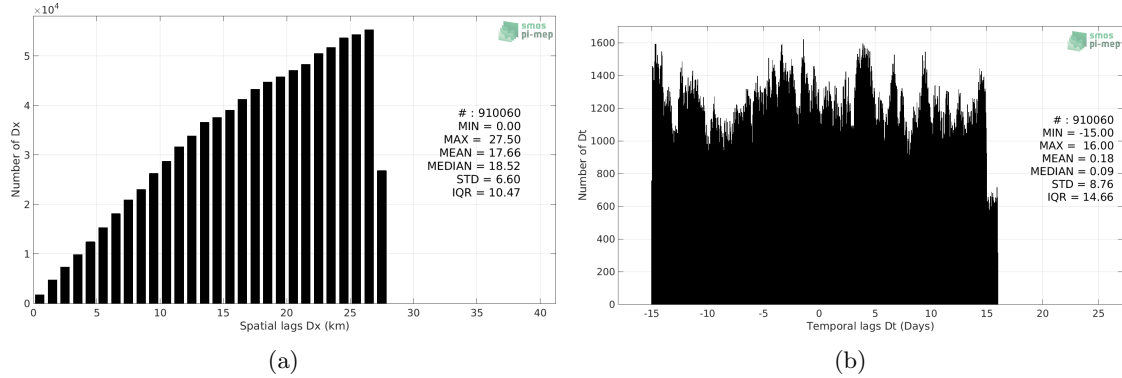 ×10⁴
5
4
3
2
1
0
Number of Dx
0 5 10 15 20 25 30 35 40
Spatial lags Dx (km)
smos
pi-mep
# : 910060
MIN = 0.00
MAX = 27.50
MEAN = 17.66
MEDIAN = 18.52
STD = 6.60
IQR = 10.47
(a)
1600
1400
1200
1000
800
600
400
200
0
Number of Dt
-15 -10 -5 0 5 10 15 20 25
Temporal lags Dt (Days)
smos
pi-mep
# : 910060
MIN = -15.00
MAX = 16.00
MEAN = 0.18
MEDIAN = 0.09
STD = 8.76
IQR = 14.66
(b)